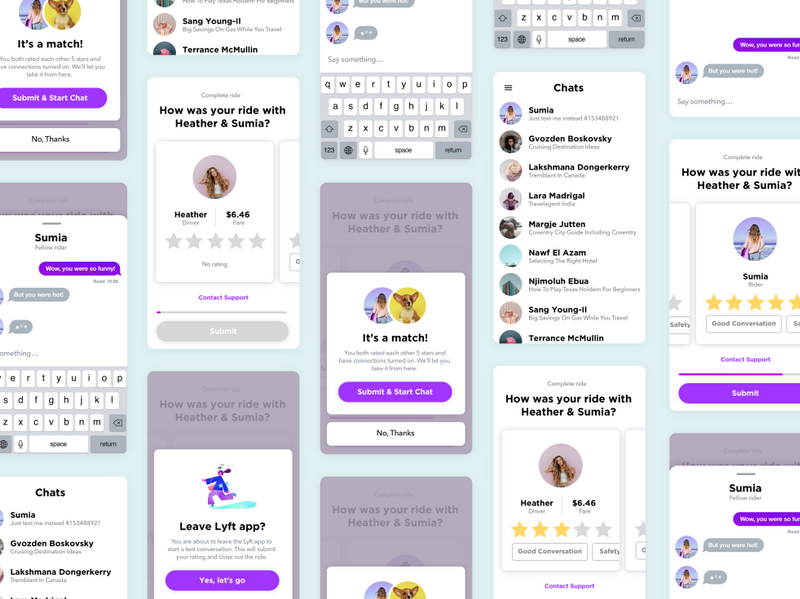 It's a match!
You both rated each other 5 stars and
have connections turned on. We'll let you
take it from here.
Submit & Start Chat
No, Thanks
Sumia
Fellow rider
Wow, you were so funny!
Read 10:26
But you were hot!
omething...
w e r t y u i o p
s d f g h j k l
z x c v b n m
space
return
Chats
Sumia
Just text me instead 4153488921
Gvozden Boskovsky
Cruising Destination Ideas
Lakshmana Dongerkerry
Tremblant In Canada
How To Play Texas Holdem For Beginners
Sang Young-Il
Big Savings On Gas While You Travel
Terrance McMullin
Complete ride
How was your ride with
Heather & Sumia?
Heather
Driver
$6.46
Fare
No rating
Contact Support
Submit
Complete ride
How was your ride with
Heather & Sumia?
Leave Lyft app?
You are about to leave the Lyft app to
start a text conversation. This will submit
your rating and close out the ride.
Yes, let's go
But you were hot!
Say something...
q w e r t y u i o p
a s d f g h j k l
z x c v b n m
123
space
return
Complete ride
How was your ride with
Heather & Sumia?
It's a match!
You both rated each other 5 stars and
have connections turned on. We'll let you
take it from here.
Submit & Start Chat
No, Thanks
Complete ride
How was your ride with
Heather & Sumia?
z x c v b n m
123
space
return
Chats
Sumia
Just text me instead 4153488921
Gvozden Boskovsky
Cruising Destination Ideas
Lakshmana Dongerkerry
Tremblant In Canada
Lara Madrigal
Travelagent India
Margje Jutten
Coventry City Guide Including Coventry
Nawf El Azam
Selecting The Right Hotel
Njimoluh Ebua
How To Play Texas Holdem For Beginners
Sang Young-Il
Big Savings On Gas While You Travel
Terrance McMullin
Complete ride
How was your ride with
Heather & Sumia?
Heather
Driver
$6.46
Fare
Good Conversation
Safety
Contact Support
Wow, you were so fu
Read
But you were hot!
Say something...
Complete ride
How was your ride with
Heather & Sumia?
Sumia
Rider
Safety
Good Conversation
Sa
Contact Support
Submit
Sumia
Fellow rider
Wow, you were so fun
Read
But you were hot!